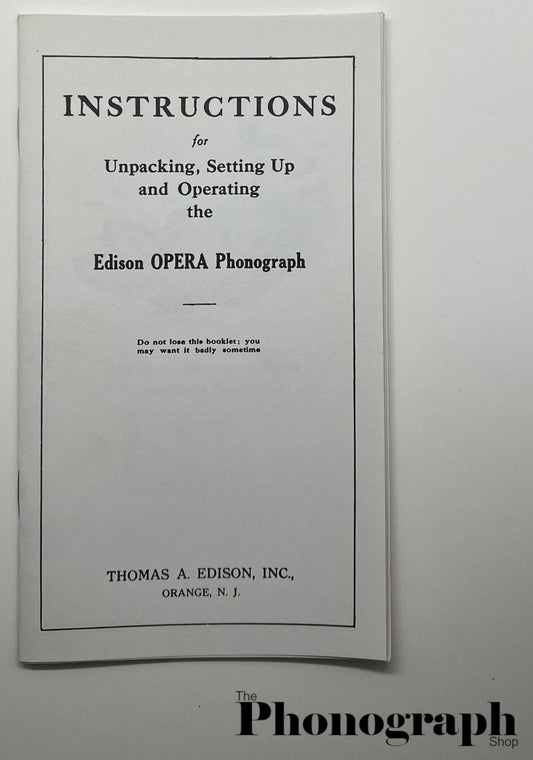 INSTRUCTIONS
for
Unpacking, Setting Up
and Operating
the
Edison OPERA Phonograph
Do not lose this booklet; you
may want it badly sometime
THOMAS A. EDISON, INC.,
ORANGE, N. J.
The
Phonograph
Shop